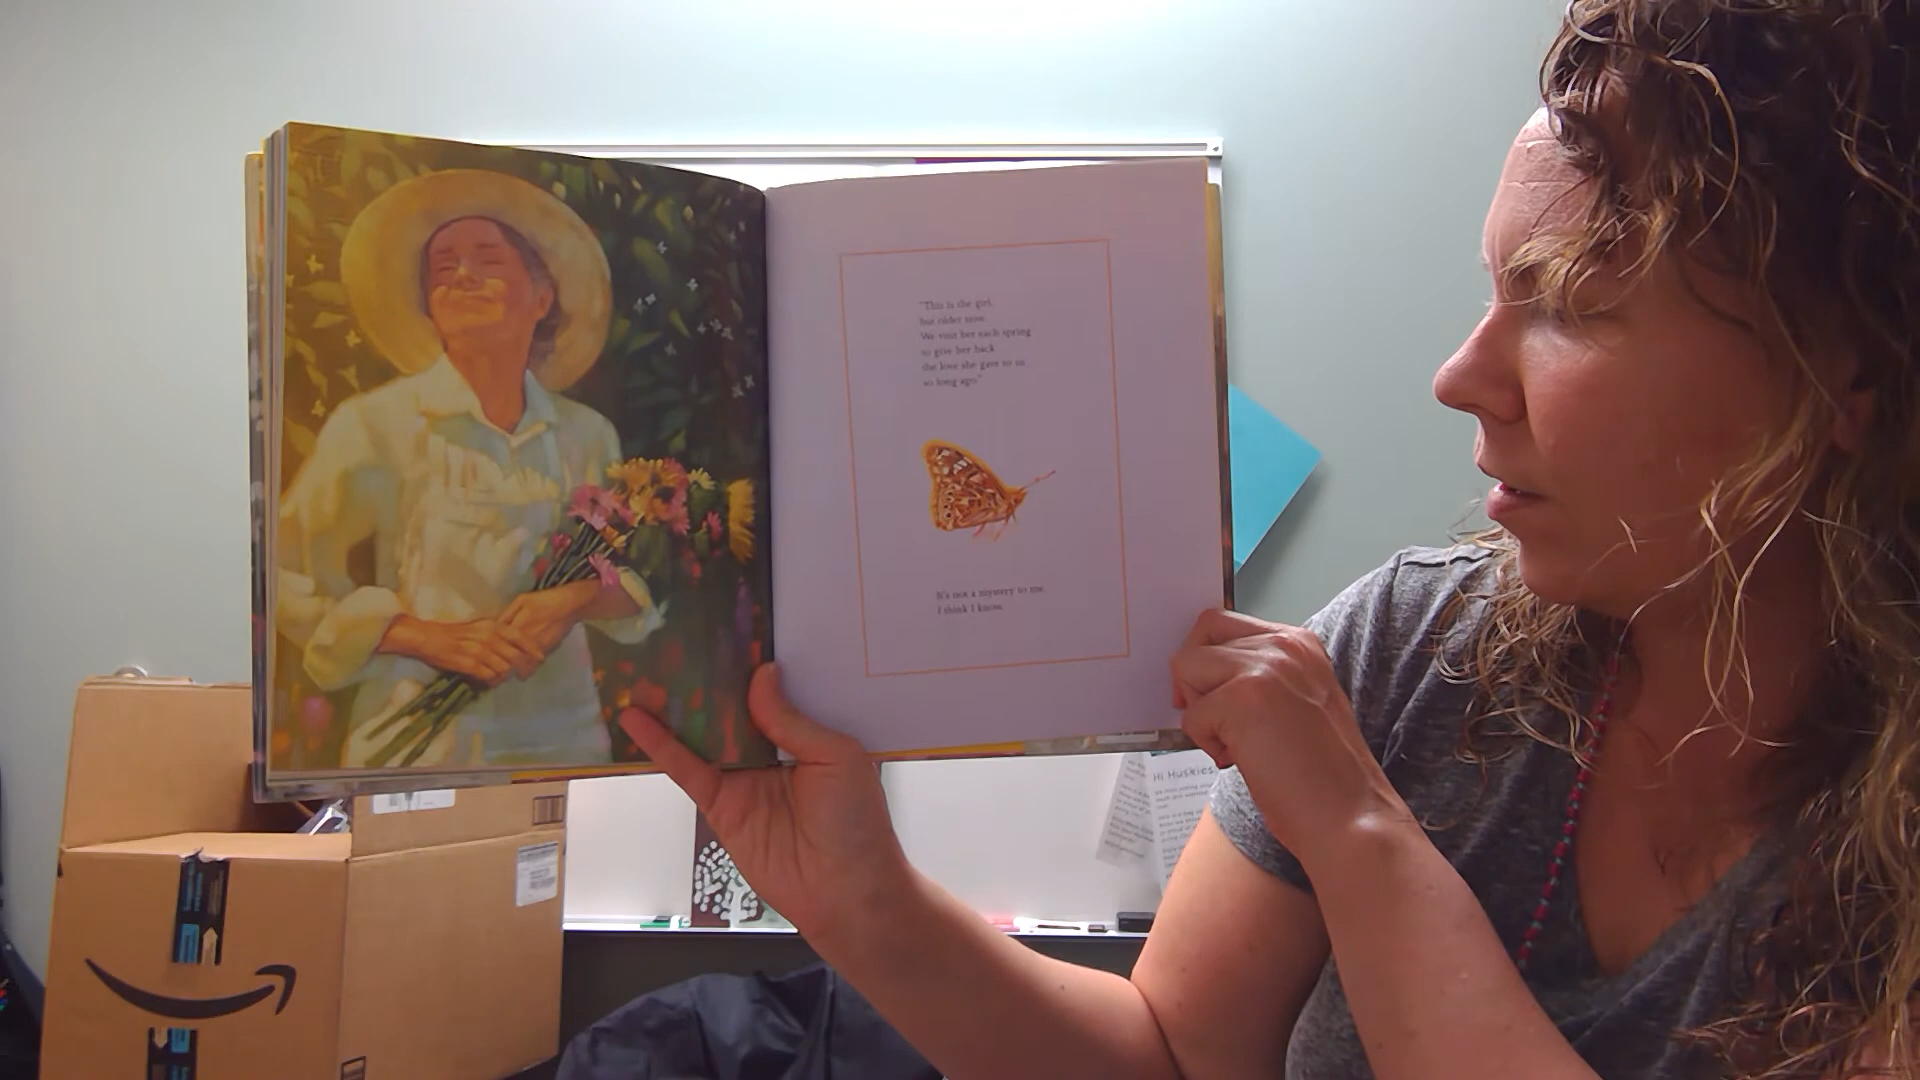 "This is the girl,
but older now.
We visit her each spring
to give her back
the love she gave to us
so long ago."
It's not a mystery to me.
I think I know.
Hi Huskies